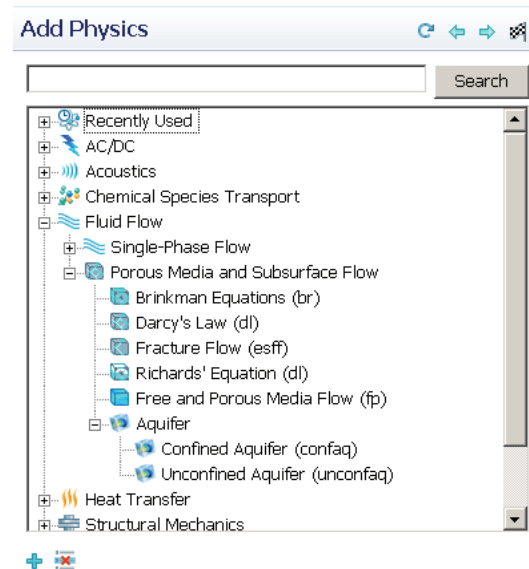 Add Physics
Search
Recently Used
AC/DC
Acoustics
Chemical Species Transport
Fluid Flow
Single-Phase Flow
Porous Media and Subsurface Flow
Brinkman Equations (br)
Darcy's Law (dl)
Fracture Flow (esff)
Richards' Equation (dl)
Free and Porous Media Flow (fp)
Aquifer
Confined Aquifer (confaq)
Unconfined Aquifer (unconfaq)
Heat Transfer
Structural Mechanics